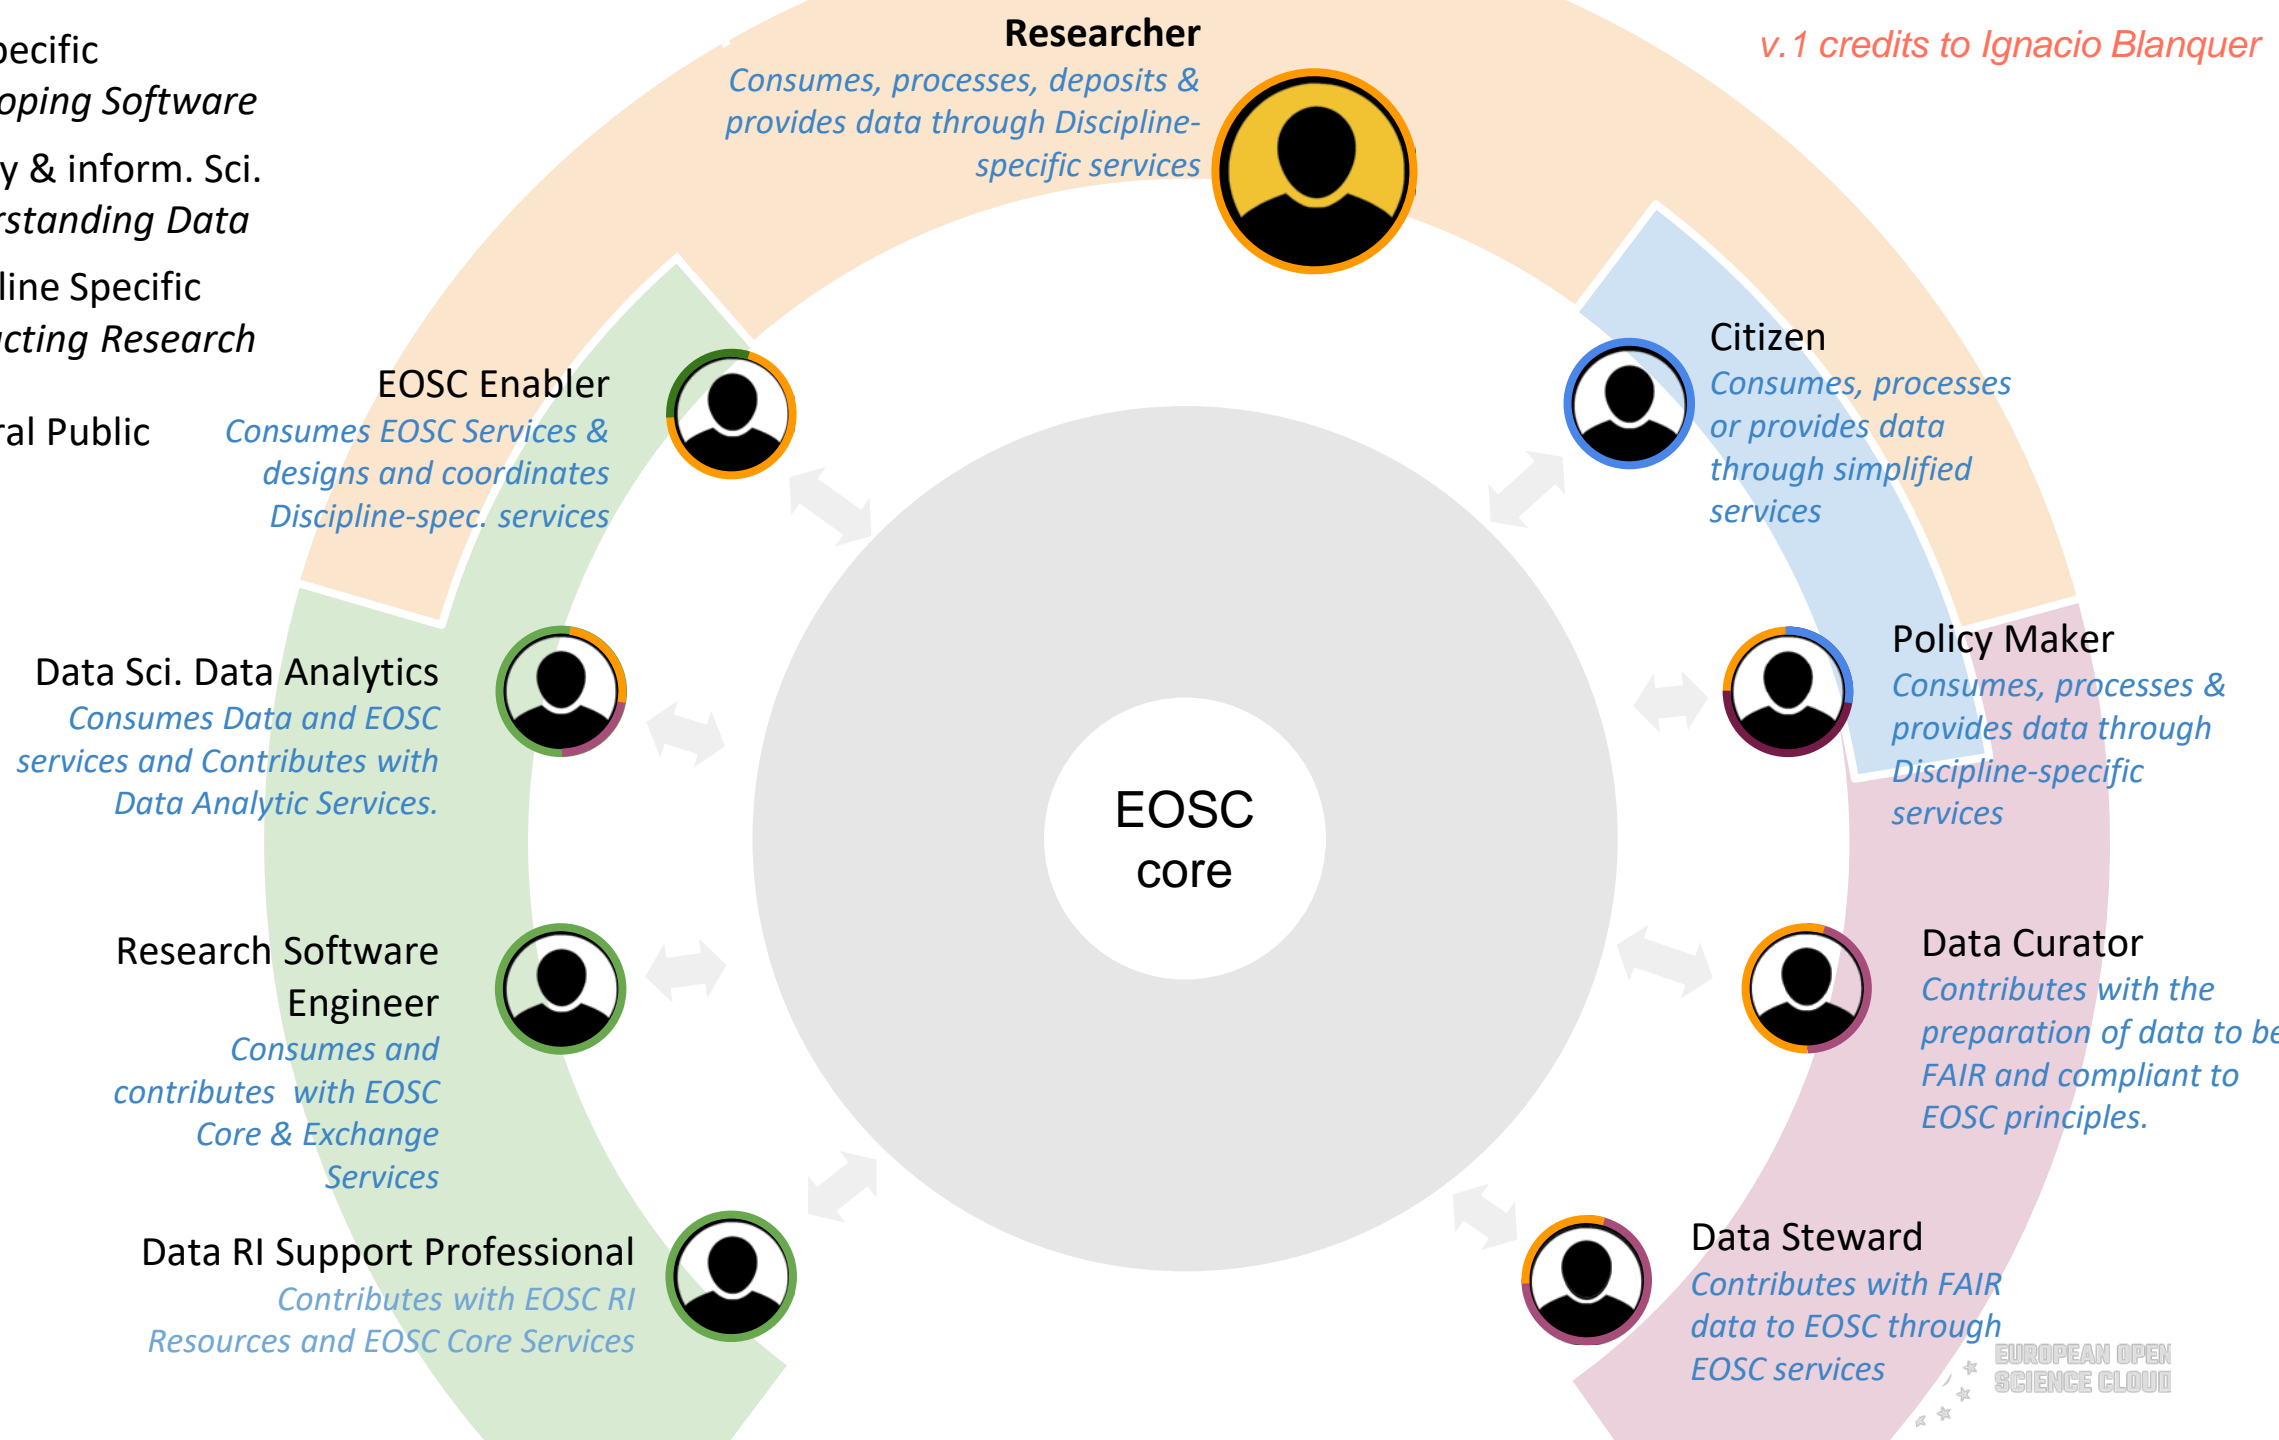 Researcher
Consumes, processes, deposits &
provides data through Discipline-
specific services
v.1 credits to Ignacio Blanquer
ecific
oping Software
y & inform. Sci.
rstanding Data
line Specific
cting Research
ral Public
EOSC Enabler
Consumes EOSC Services &
designs and coordinates
Discipline-spec. services
Citizen
Consumes, processes
or provides data
through simplified
services
Data Sci. Data Analytics
Consumes Data and EOSC
services and Contributes with
Data Analytic Services.
Policy Maker
Consumes, processes &
provides data through
Discipline-specific
services
EOSC
core
Research Software
Engineer
Consumes and
contributes with EOSC
Core & Exchange
Services
Data Curator
Contributes with the
preparation of data to be
FAIR and compliant to
EOSC principles.
Data RI Support Professional
Contributes with EOSC RI
Resources and EOSC Core Services
Data Steward
Contributes with FAIR
data to EOSC through
EOSC services
EUROPEAN OPEN
SCIENCE CLOUD